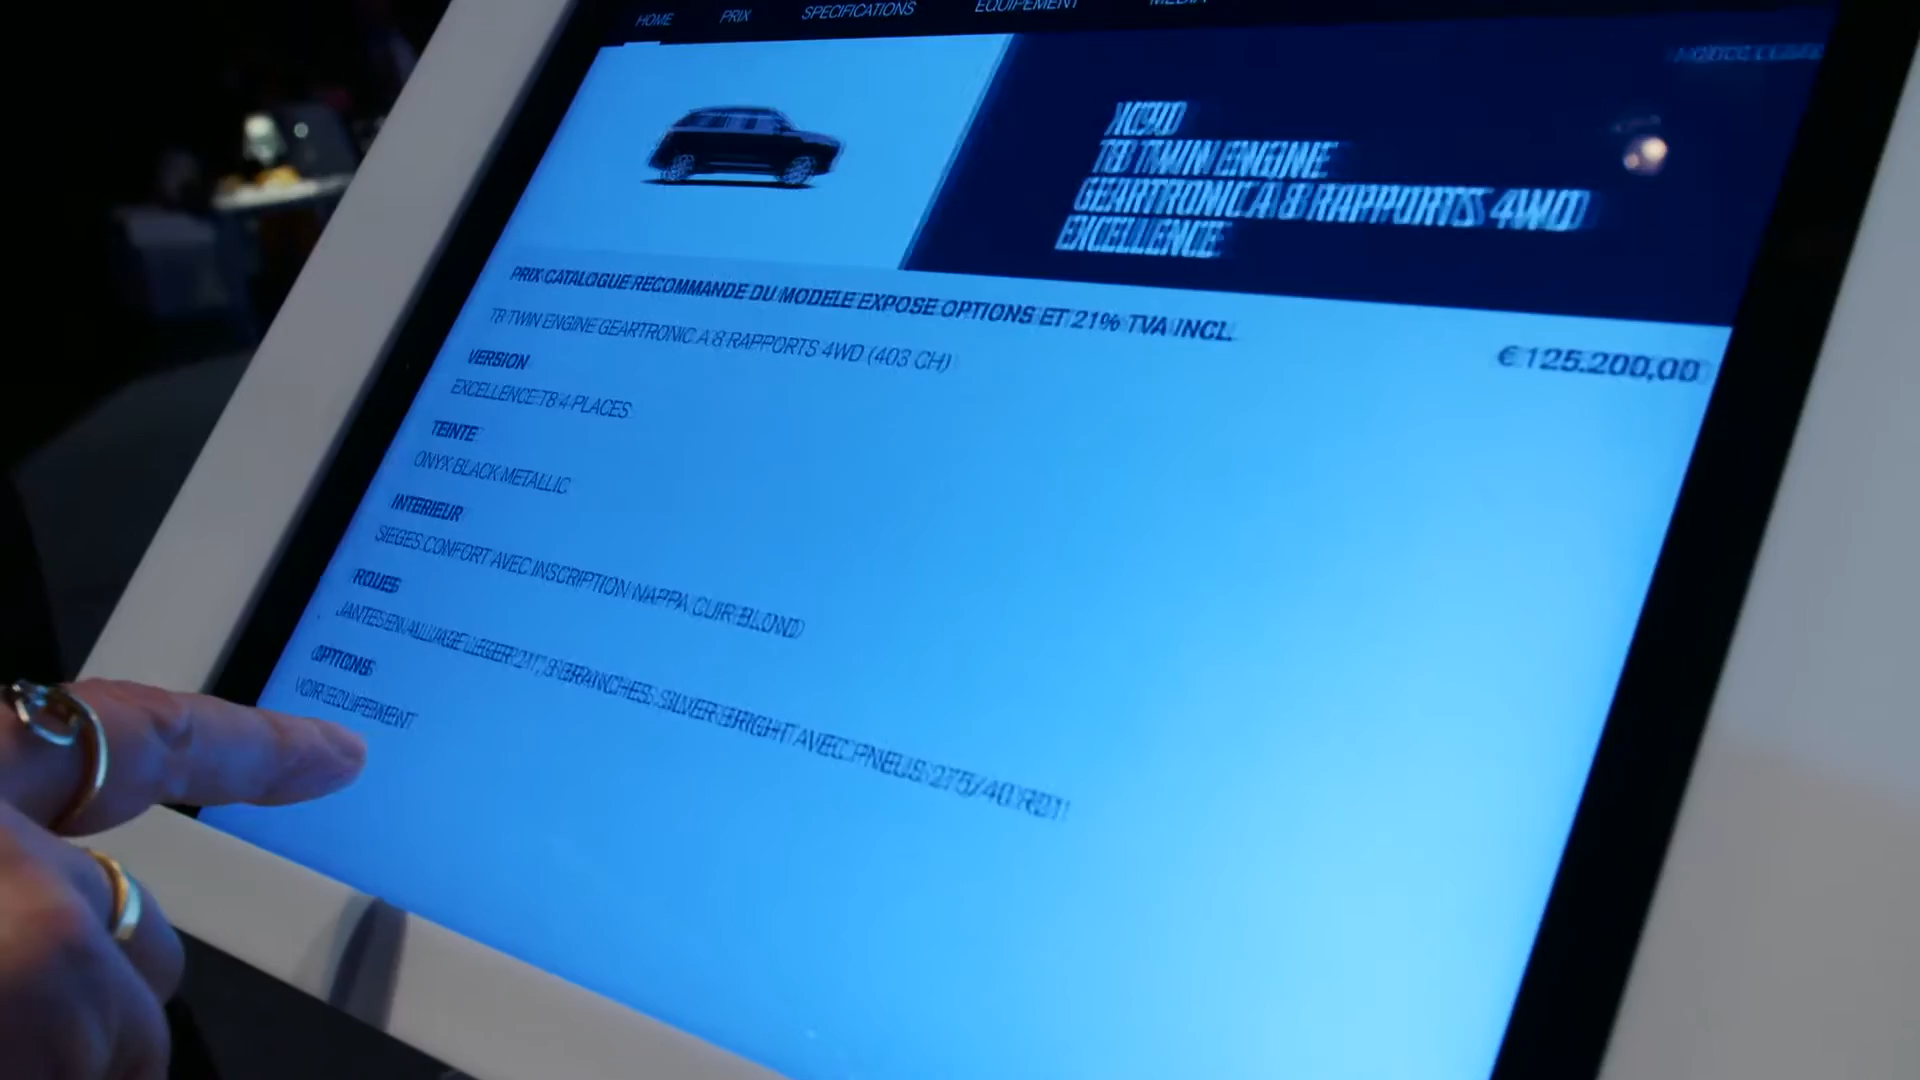 HOME PRIX SPECIFICATIONS EQUIPEMENT MEDIA
XC90
T8 TWIN ENGINE
GEARTRONIC A 8 RAPPORTS 4WD
EXCELLENCE
PRIX CATALOGUE RECOMMANDE DU MODELE EXPOSE OPTIONS ET 21% TVA INCL.
T8 TWIN ENGINE GEARTRONIC A 8 RAPPORTS 4WD (403 CH)
€ 125.200,00
VERSION
EXCELLENCE T8 4 PLACES
TEINTE
ONYX BLACK METALLIC
INTERIEUR
SIEGES CONFORT AVEC INSCRIPTION NAPPA CUIR BLOND
ROUES
JANTES EN ALLIAGE LEGER 21", 8 BRANCHES, SILVER BRIGHT AVEC PNEUS 275/40 R21
OPTIONS
VOIR EQUIPEMENT